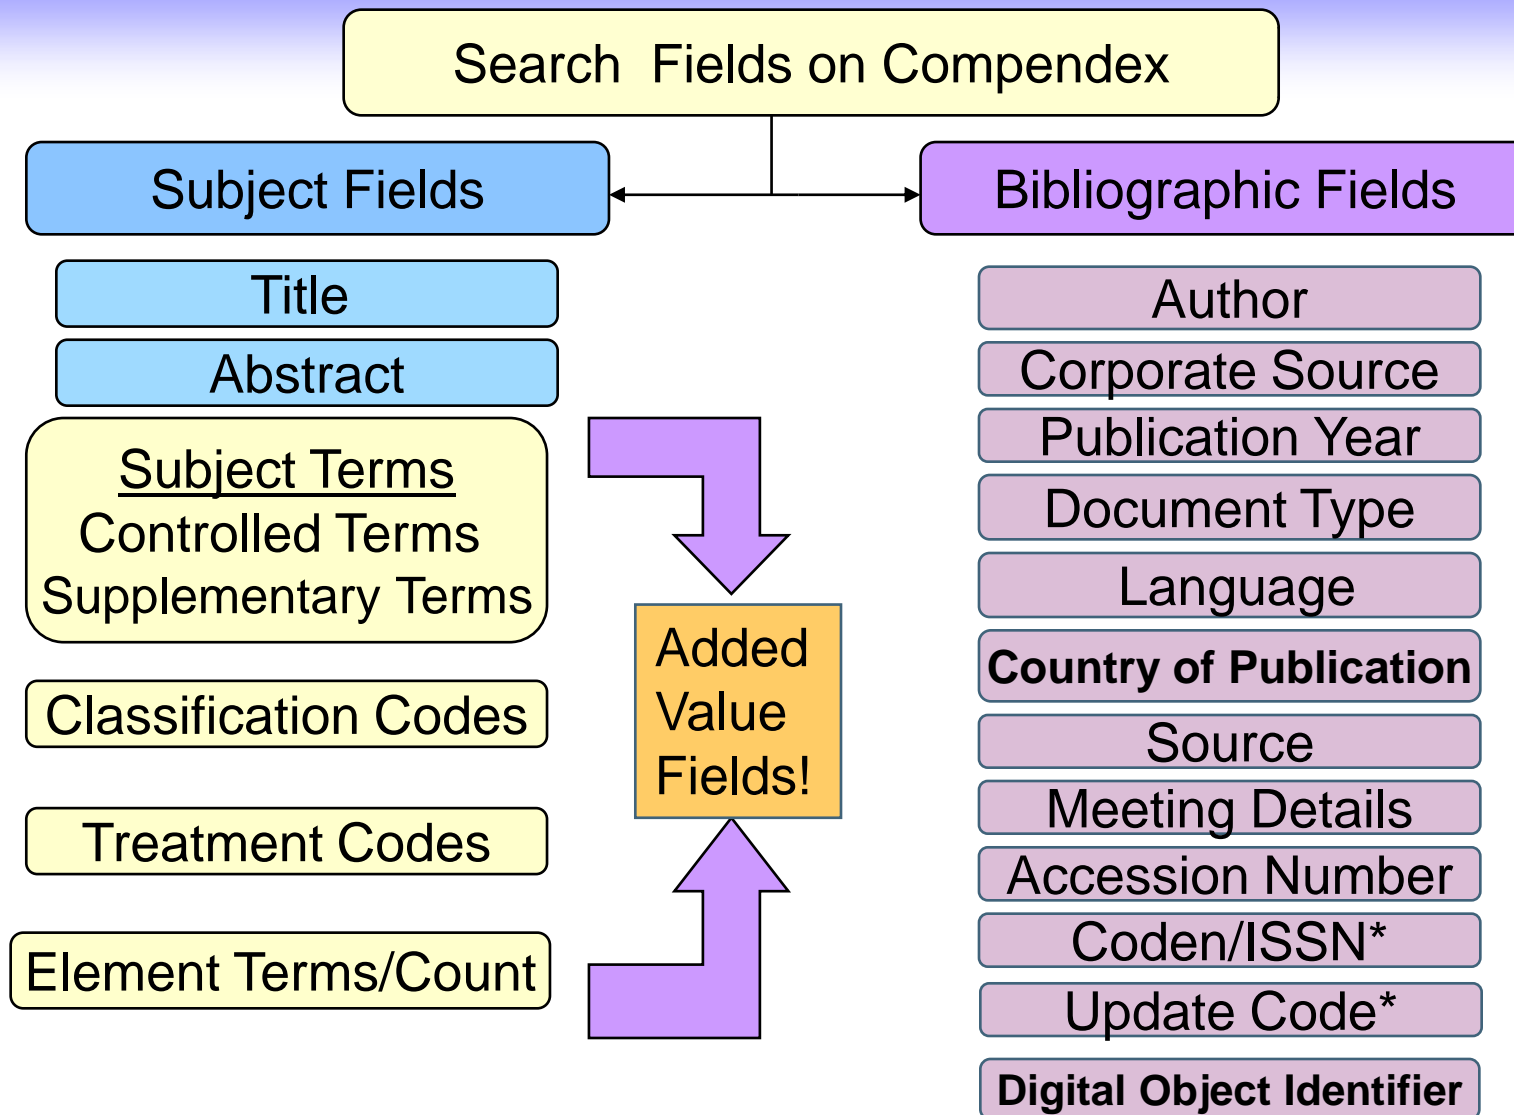 Search Fields on Compendex
Subject Fields
Title
Abstract
Subject Terms
Controlled Terms
Supplementary Terms
Classification Codes
Treatment Codes
Element Terms/Count
Added
Value
Fields!
Bibliographic Fields
Author
Corporate Source
Publication Year
Document Type
Language
Country of Publication
Source
Meeting Details
Accession Number
Coden/ISSN*
Update Code*
Digital Object Identifier